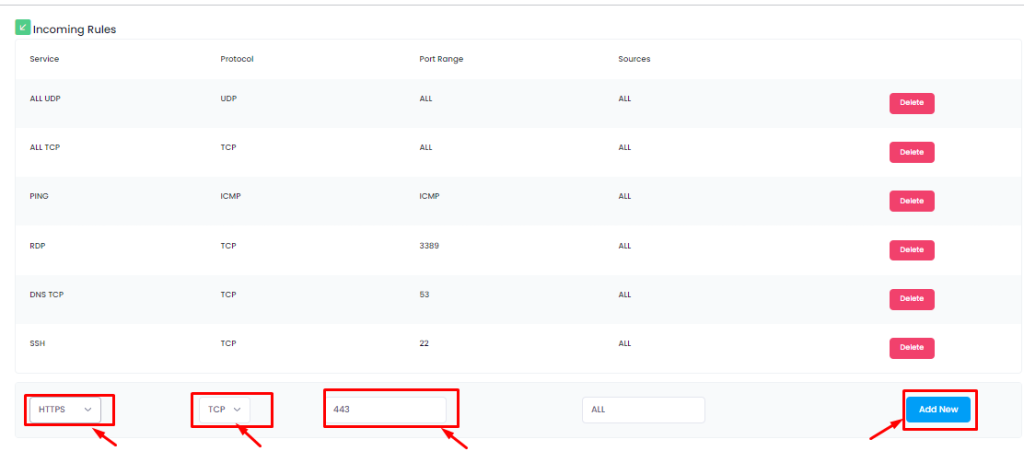 Incoming Rules
Service Protocol Port Range Sources
ALL UDP UDP ALL ALL Delete
ALL TCP TCP ALL ALL Delete
PING ICMP ICMP ALL Delete
RDP TCP 3389 ALL Delete
DNS TCP TCP 53 ALL Delete
SSH TCP 22 ALL Delete
HTTPS TCP 443 ALL Add New